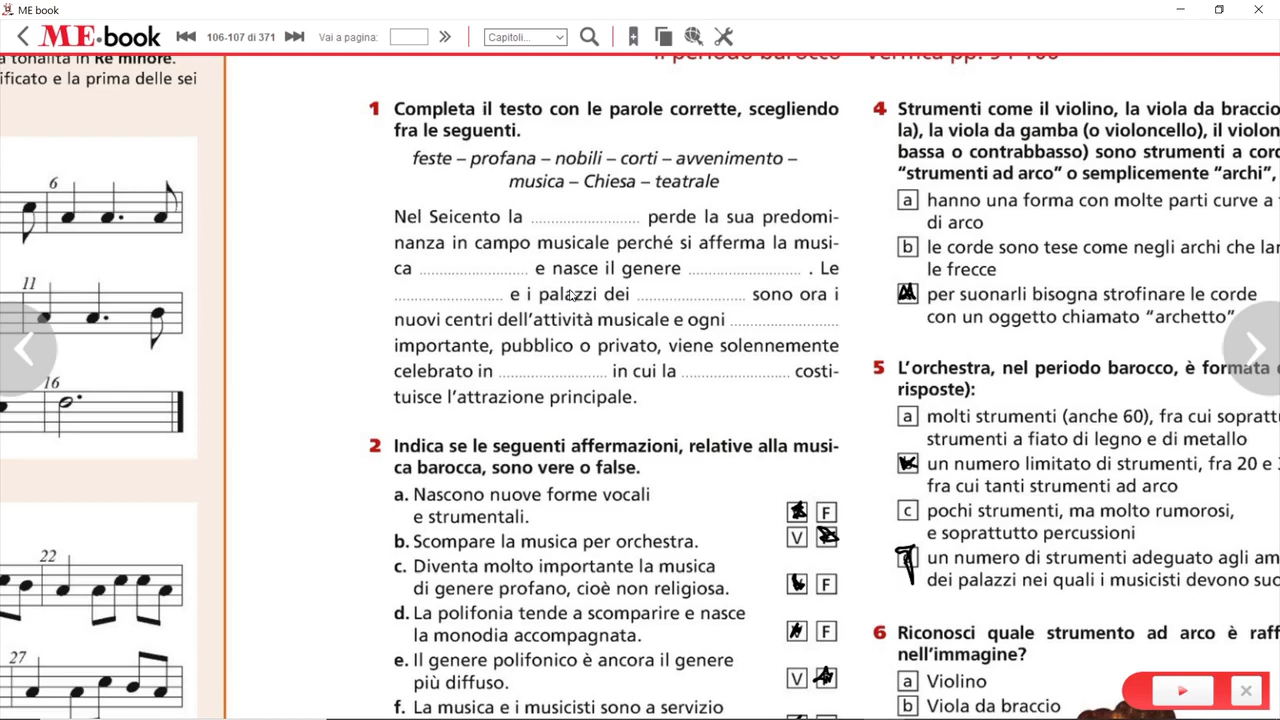 ME book
ME•book 106-107 di 371 Vai a pagina: Capitoli...
a tonalità in Re minore.
ificato e la prima delle sei
6
11
16
22
27
Il periodo barocco Verifica pp. 94-100
1 Completa il testo con le parole corrette, scegliendo
fra le seguenti.
feste – profana – nobili – corti – avvenimento –
musica – Chiesa – teatrale
Nel Seicento la ........................... perde la sua predomi-
nanza in campo musicale perché si afferma la musi-
ca ........................... e nasce il genere ............................ . Le
........................... e i palazzi dei ........................... sono ora i
nuovi centri dell'attività musicale e ogni ...........................
importante, pubblico o privato, viene solennemente
celebrato in ........................... in cui la ........................... costi-
tuisce l'attrazione principale.
2 Indica se le seguenti affermazioni, relative alla musi-
ca barocca, sono vere o false.
a. Nascono nuove forme vocali
e strumentali. F
b. Scompare la musica per orchestra. V
c. Diventa molto importante la musica
di genere profano, cioè non religiosa. F
d. La polifonia tende a scomparire e nasce
la monodia accompagnata. F
e. Il genere polifonico è ancora il genere
più diffuso. V
f. La musica e i musicisti sono a servizio
4 Strumenti come il violino, la viola da braccio
la), la viola da gamba (o violoncello), il violon
bassa o contrabbasso) sono strumenti a cord
"strumenti ad arco" o semplicemente "archi",
a hanno una forma con molte parti curve a
di arco
b le corde sono tese come negli archi che lan
le frecce
per suonarli bisogna strofinare le corde
con un oggetto chiamato "archetto"
5 L'orchestra, nel periodo barocco, è formata
risposte):
a molti strumenti (anche 60), fra cui sopratt
strumenti a fiato di legno e di metallo
un numero limitato di strumenti, fra 20 e
fra cui tanti strumenti ad arco
c pochi strumenti, ma molto rumorosi,
e soprattutto percussioni
un numero di strumenti adeguato agli am
dei palazzi nei quali i musicisti devono suo
6 Riconosci quale strumento ad arco è raff
nell'immagine?
a Violino
b Viola da braccio